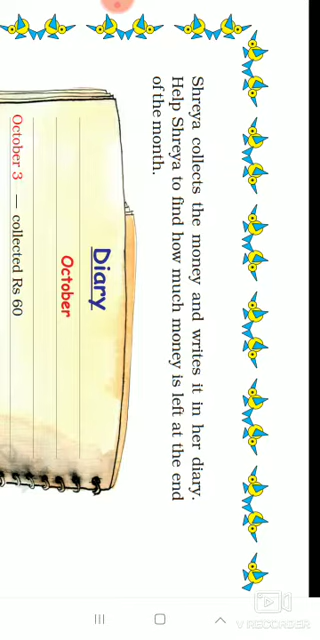 Shreya collects the money and writes it in her diary.
Help Shreya to find how much money is left at the end
of the month.
Diary
October
October 3 — collected Rs 60